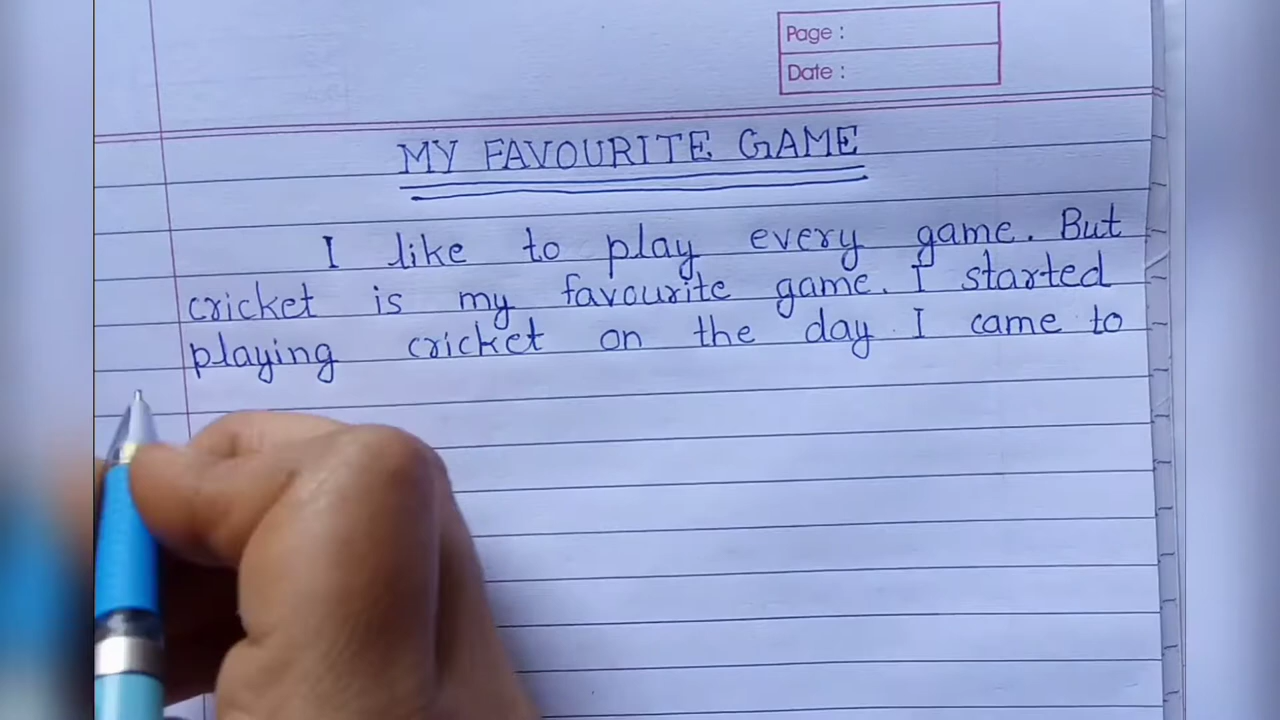 Page :
Date :
MY FAVOURITE GAME
I like to play every game. But
cricket is my favourite game. I started
playing cricket on the day I came to